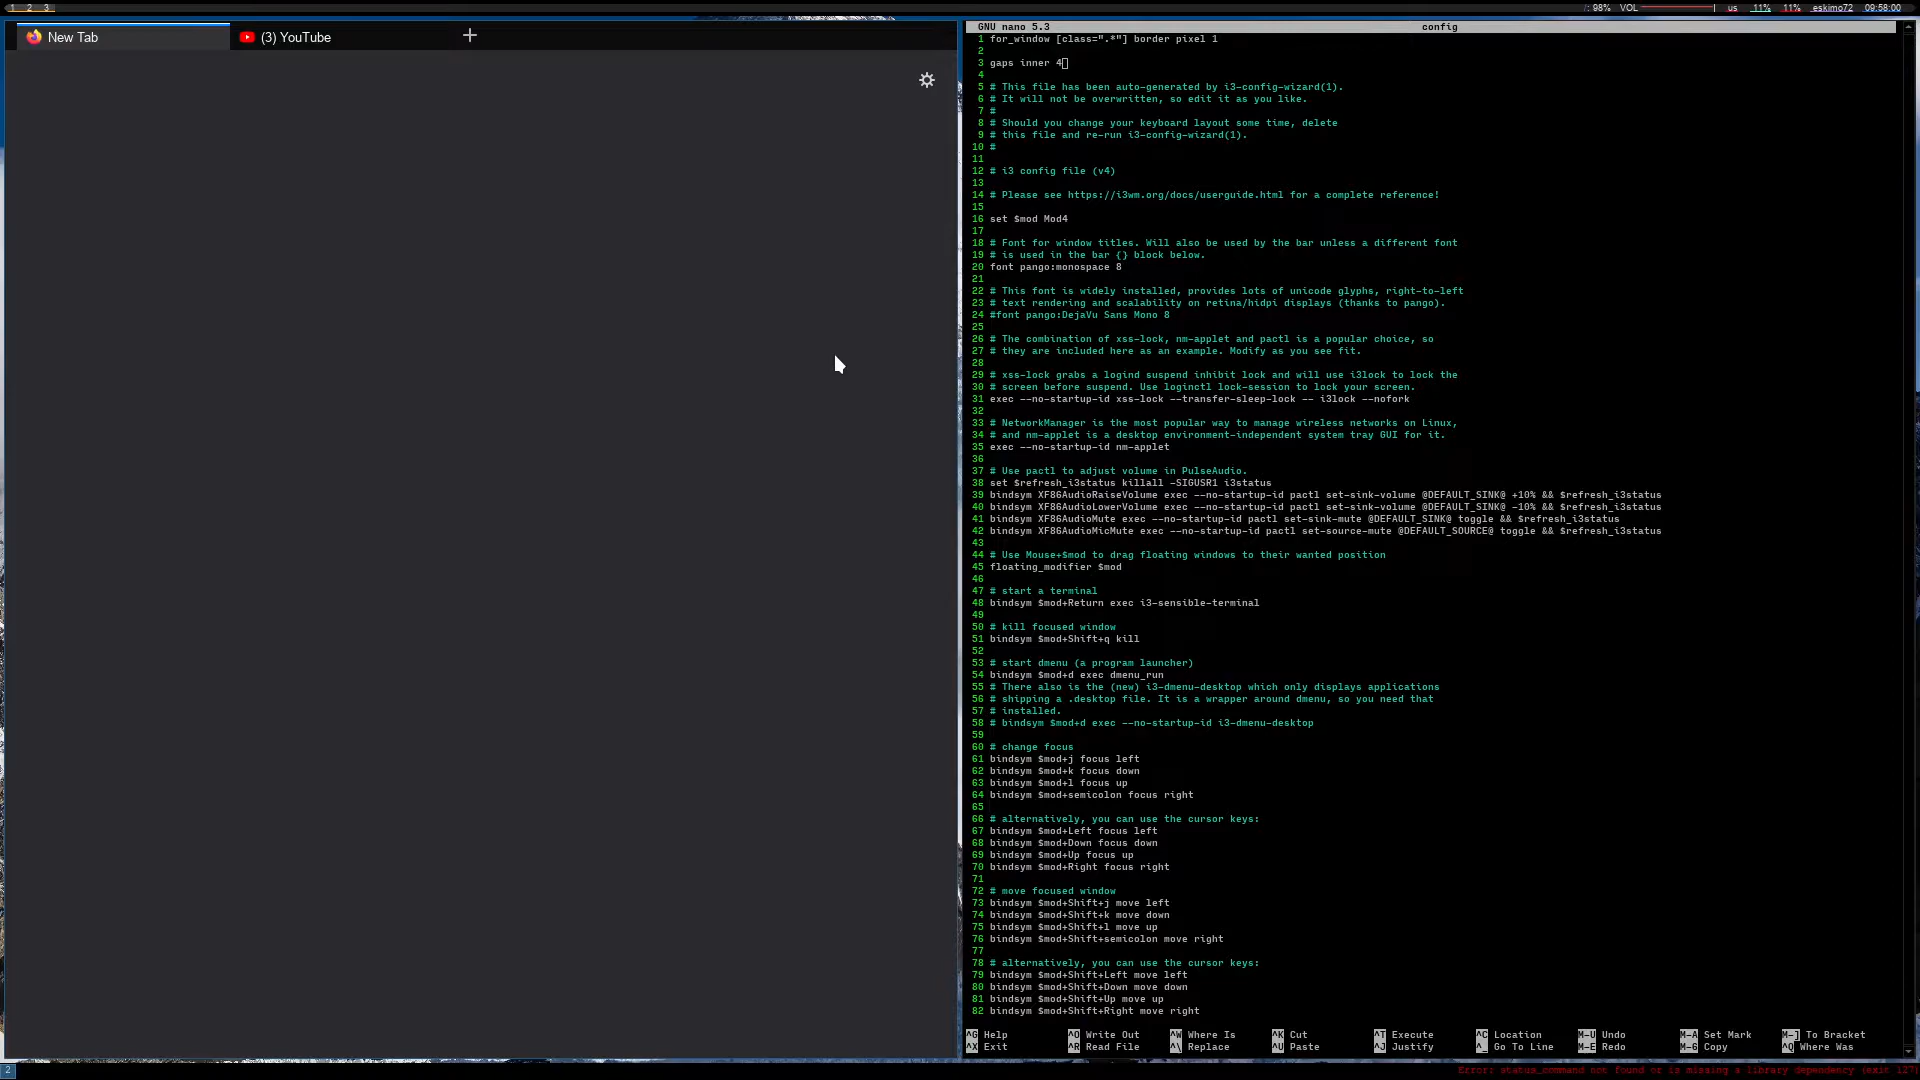 1 2 3
/: 98% VOL us 11% 11% eskimo72 09:58:00
New Tab
(3) YouTube
GNU nano 5.3 config
1 for_window [class=".*"] border pixel 1
2
3 gaps inner 4
4
5 # This file has been auto-generated by i3-config-wizard(1).
6 # It will not be overwritten, so edit it as you like.
7 #
8 # Should you change your keyboard layout some time, delete
9 # this file and re-run i3-config-wizard(1).
10 #
11
12 # i3 config file (v4)
13
14 # Please see https://i3wm.org/docs/userguide.html for a complete reference!
15
16 set $mod Mod4
17
18 # Font for window titles. Will also be used by the bar unless a different font
19 # is used in the bar {} block below.
20 font pango:monospace 8
21
22 # This font is widely installed, provides lots of unicode glyphs, right-to-left
23 # text rendering and scalability on retina/hidpi displays (thanks to pango).
24 #font pango:DejaVu Sans Mono 8
25
26 # The combination of xss-lock, nm-applet and pactl is a popular choice, so
27 # they are included here as an example. Modify as you see fit.
28
29 # xss-lock grabs a logind suspend inhibit lock and will use i3lock to lock the
30 # screen before suspend. Use loginctl lock-session to lock your screen.
31 exec --no-startup-id xss-lock --transfer-sleep-lock -- i3lock --nofork
32
33 # NetworkManager is the most popular way to manage wireless networks on Linux,
34 # and nm-applet is a desktop environment-independent system tray GUI for it.
35 exec --no-startup-id nm-applet
36
37 # Use pactl to adjust volume in PulseAudio.
38 set $refresh_i3status killall -SIGUSR1 i3status
39 bindsym XF86AudioRaiseVolume exec --no-startup-id pactl set-sink-volume @DEFAULT_SINK@ +10% && $refresh_i3status
40 bindsym XF86AudioLowerVolume exec --no-startup-id pactl set-sink-volume @DEFAULT_SINK@ -10% && $refresh_i3status
41 bindsym XF86AudioMute exec --no-startup-id pactl set-sink-mute @DEFAULT_SINK@ toggle && $refresh_i3status
42 bindsym XF86AudioMicMute exec --no-startup-id pactl set-source-mute @DEFAULT_SOURCE@ toggle && $refresh_i3status
43
44 # Use Mouse+$mod to drag floating windows to their wanted position
45 floating_modifier $mod
46
47 # start a terminal
48 bindsym $mod+Return exec i3-sensible-terminal
49
50 # kill focused window
51 bindsym $mod+Shift+q kill
52
53 # start dmenu (a program launcher)
54 bindsym $mod+d exec dmenu_run
55 # There also is the (new) i3-dmenu-desktop which only displays applications
56 # shipping a .desktop file. It is a wrapper around dmenu, so you need that
57 # installed.
58 # bindsym $mod+d exec --no-startup-id i3-dmenu-desktop
59
60 # change focus
61 bindsym $mod+j focus left
62 bindsym $mod+k focus down
63 bindsym $mod+l focus up
64 bindsym $mod+semicolon focus right
65
66 # alternatively, you can use the cursor keys:
67 bindsym $mod+Left focus left
68 bindsym $mod+Down focus down
69 bindsym $mod+Up focus up
70 bindsym $mod+Right focus right
71
72 # move focused window
73 bindsym $mod+Shift+j move left
74 bindsym $mod+Shift+k move down
75 bindsym $mod+Shift+l move up
76 bindsym $mod+Shift+semicolon move right
77
78 # alternatively, you can use the cursor keys:
79 bindsym $mod+Shift+Left move left
80 bindsym $mod+Shift+Down move down
81 bindsym $mod+Shift+Up move up
82 bindsym $mod+Shift+Right move right
^G Help ^O Write Out ^W Where Is ^K Cut ^T Execute ^C Location M-U Undo M-A Set Mark M-] To Bracket
^X Exit ^R Read File ^\ Replace ^U Paste ^J Justify ^_ Go To Line M-E Redo M-6 Copy ^Q Where Was
2
Error: status_command not found or is missing a library dependency (exit 127)